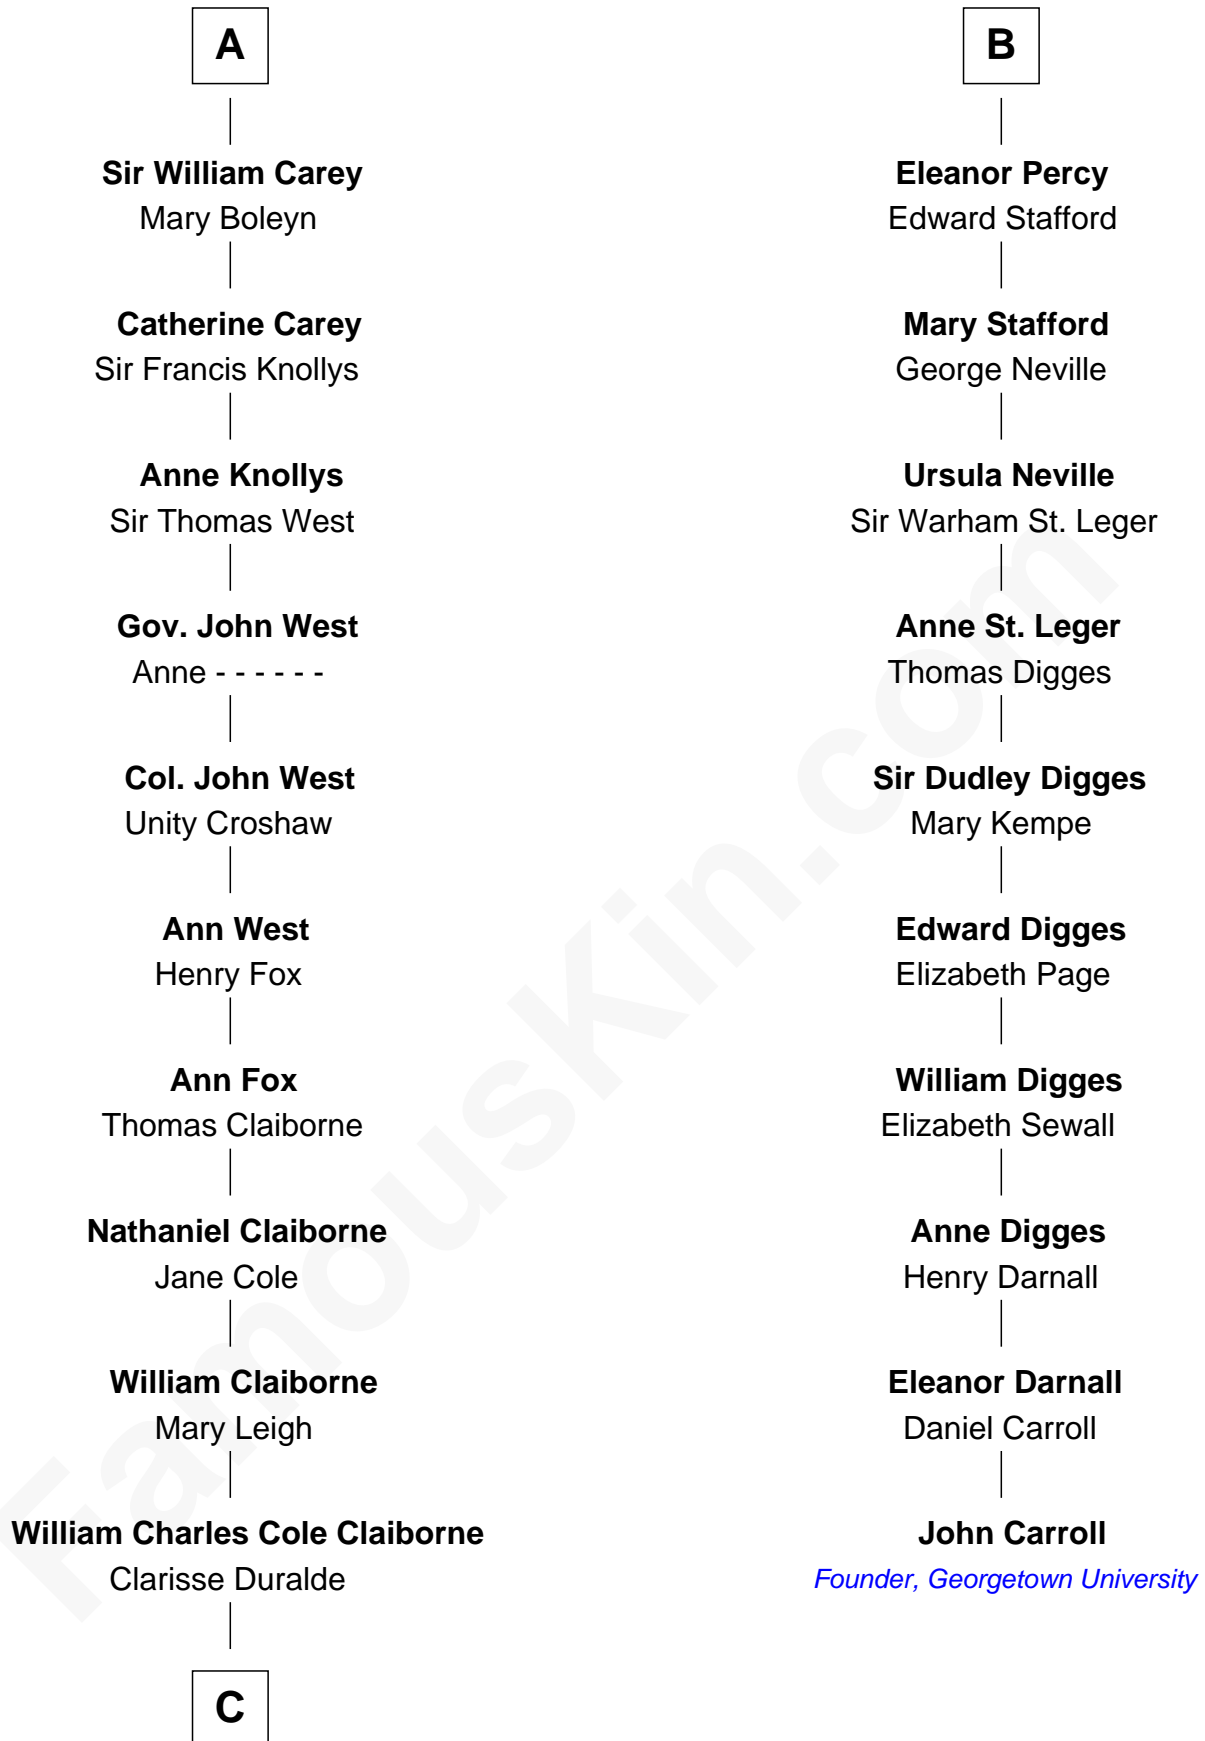 A
Sir William Carey
Mary Boleyn
Catherine Carey
Sir Francis Knollys
Anne Knollys
Sir Thomas West
Gov. John West
Anne - - - - - -
Col. John West
Unity Croshaw
Ann West
Henry Fox
Ann Fox
Thomas Claiborne
Nathaniel Claiborne
Jane Cole
William Claiborne
Mary Leigh
William Charles Cole Claiborne
Clarisse Duralde
C
B
Eleanor Percy
Edward Stafford
Mary Stafford
George Neville
Ursula Neville
Sir Warham St. Leger
Anne St. Leger
Thomas Digges
Sir Dudley Digges
Mary Kempe
Edward Digges
Elizabeth Page
William Digges
Elizabeth Sewall
Anne Digges
Henry Darnall
Eleanor Darnall
Daniel Carroll
John Carroll
Founder, Georgetown University
FamousKin.com